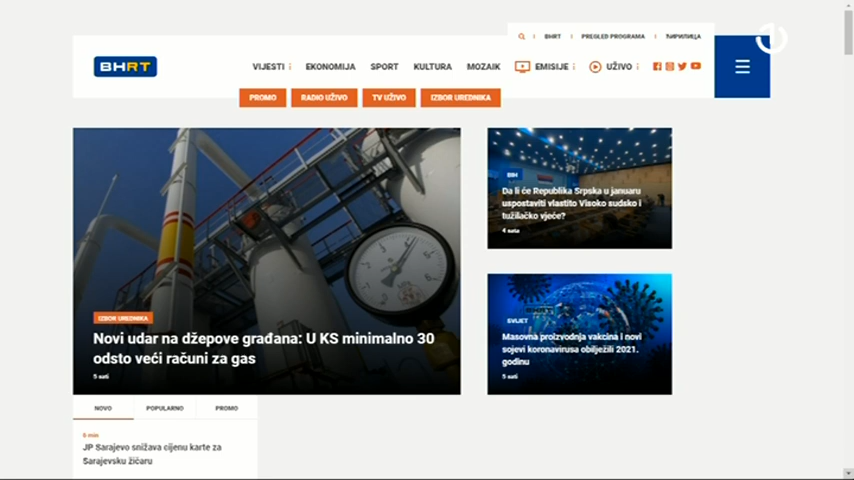 BHRT
PREGLED PROGRAMA
ЋИРИЛИЦА
BHRT
VIJESTI
EKONOMIJA
SPORT
KULTURA
MOZAIK
EMISIJE
UŽIVO
PROMO
RADIO UŽIVO
TV UŽIVO
IZBOR UREDNIKA
IZBOR UREDNIKA
Novi udar na džepove građana: U KS minimalno 30
odsto veći računi za gas
5 sati
BIH
Da li će Republika Srpska u januaru
uspostaviti vlastito Visoko sudsko i
tužilačko vijeće?
4 sata
SVIJET
Masovna proizvodnja vakcina i novi
sojevi koronavirusa obilježili 2021.
godinu
5 sati
NOVO
POPULARNO
PROMO
5 min
JP Sarajevo snižava cijenu karte za
Sarajevsku žičaru